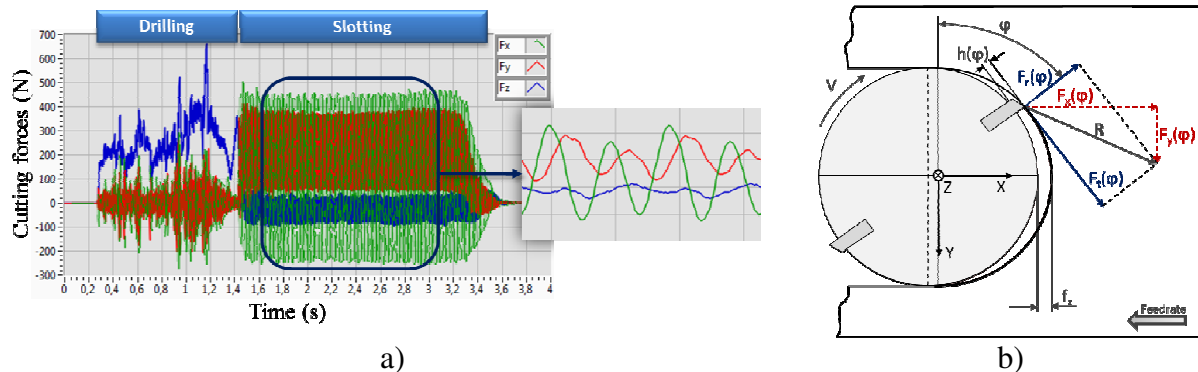 Drilling
Slotting
Cutting forces (N)
700
600
500
400
300
200
100
0
-100
-200
-300
0 0,2 0,4 0,6 0,8 1 1,2 1,4 1,6 1,8 2 2,2 2,4 2,6 2,8 3 3,2 3,4 3,6 3,8 4
Time (s)
Fx
Fy
Fz
a)
φ
h(φ)
V
Fr(φ)
Fx(φ)
R
Fy(φ)
Ft(φ)
Z
X
Y
fz
Feedrate
b)